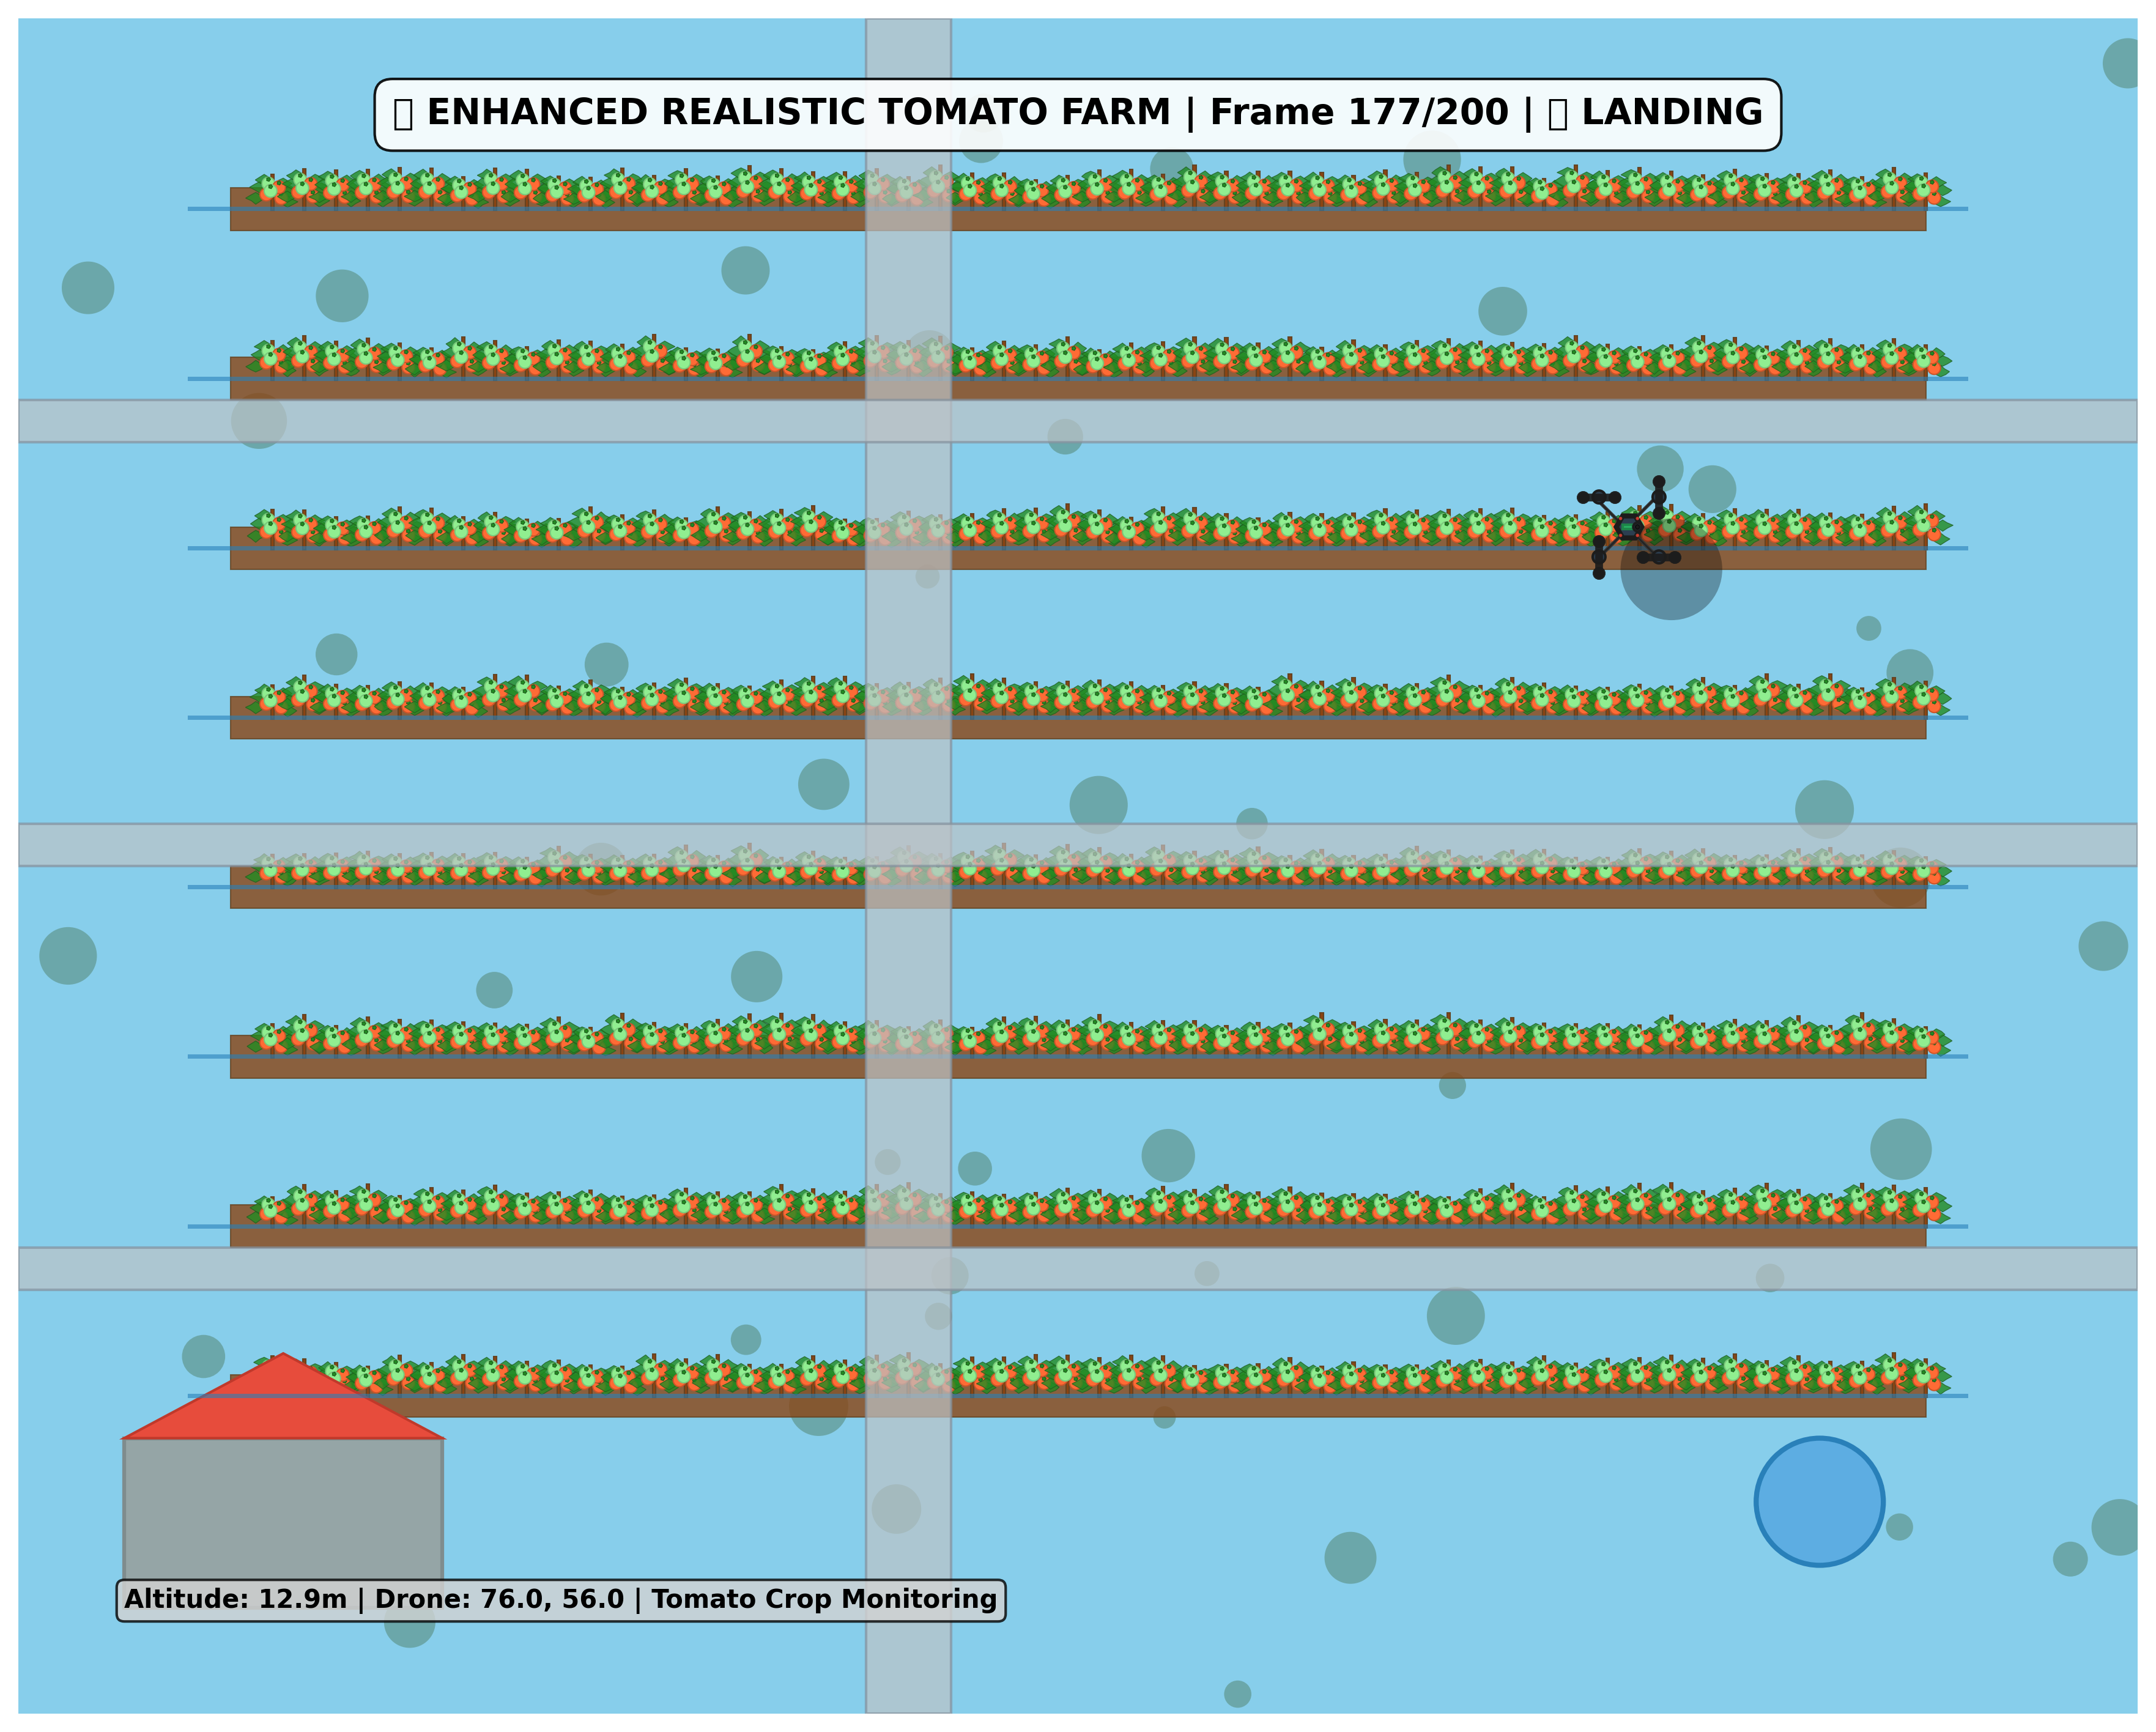 ▯ ENHANCED REALISTIC TOMATO FARM | Frame 177/200 | ▯ LANDING
Altitude: 12.9m | Drone: 76.0, 56.0 | Tomato Crop Monitoring